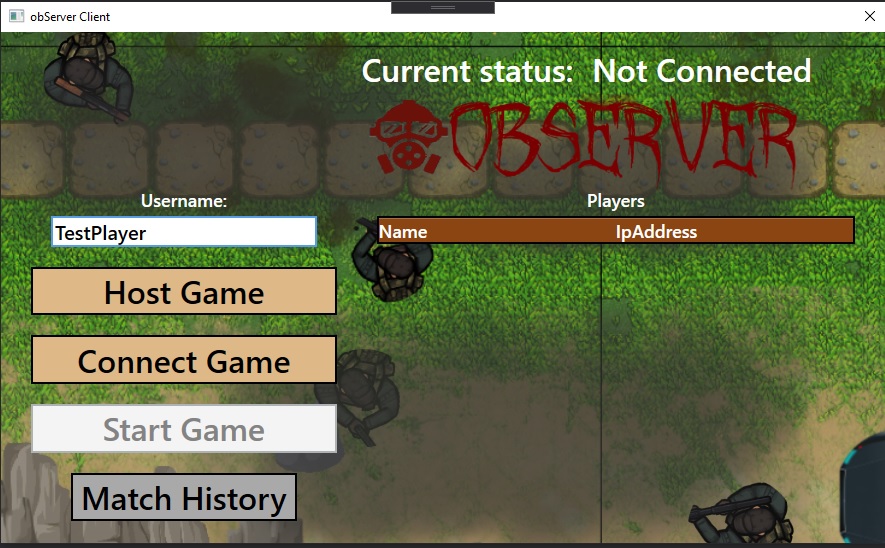 obServer Client
Current status: Not Connected
OBSERVER
Username:
Players
TestPlayer
Name IpAddress
Host Game
Connect Game
Start Game
Match History